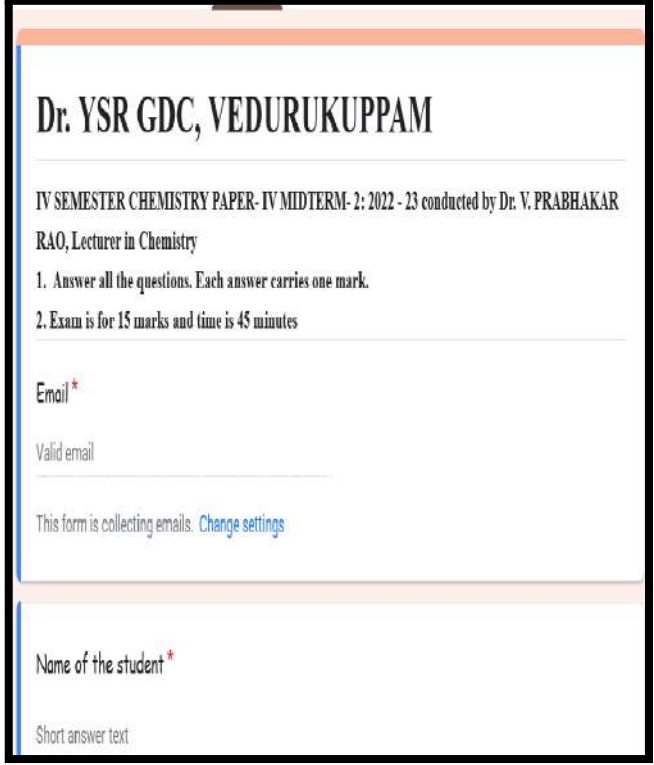 Dr. YSR GDC, VEDURUKUPPAM
IV SEMESTER CHEMISTRY PAPER- IV MIDTERM- 2: 2022 - 23 conducted by Dr. V. PRABHAKAR
RAO, Lecturer in Chemistry
1. Answer all the questions. Each answer carries one mark.
2. Exam is for 15 marks and time is 45 minutes
Email *
Valid email
This form is collecting emails. Change settings
Name of the student *
Short answer text